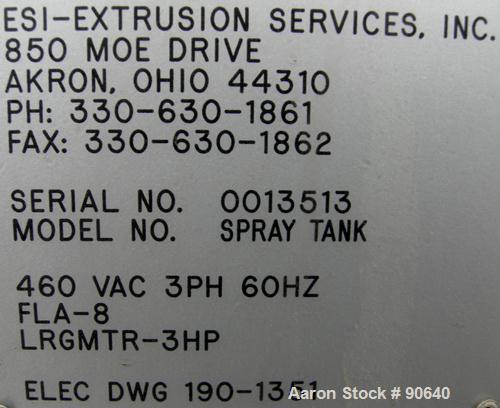 ESI-EXTRUSION SERVICES, INC.
850 MOE DRIVE
AKRON, OHIO 44310
PH: 330-630-1861
FAX: 330-630-1862
SERIAL NO. 0013513
MODEL NO. SPRAY TANK
460 VAC 3PH 60HZ
FLA-8
LRGMTR-3HP
ELEC DWG 190-1351
Aaron Stock # 90640